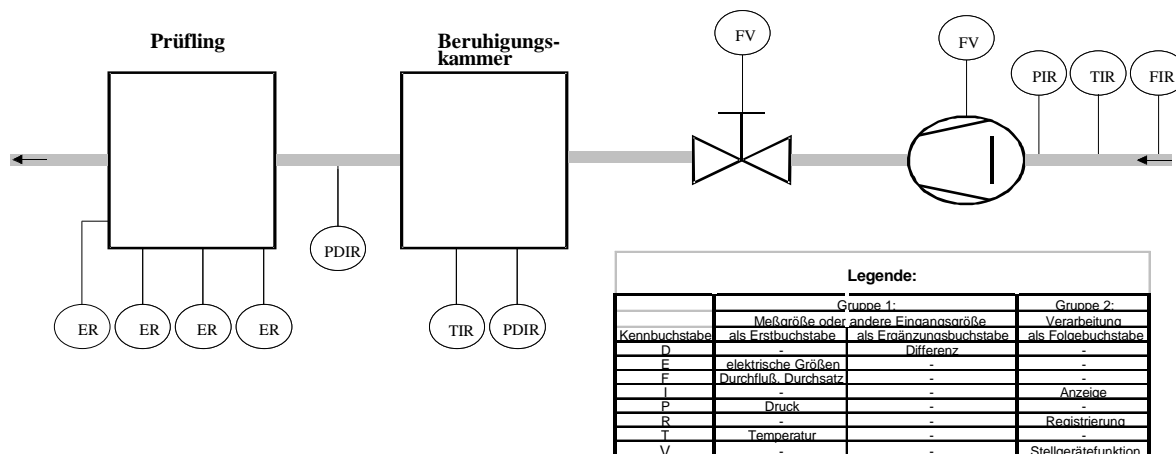 Prüfling
Beruhigungs-
kammer
FV
FV
PIR
TIR
FIR
PDIR
ER
ER
ER
ER
TIR
PDIR
Legende:
Gruppe 1: Gruppe 2:
Meßgröße oder andere Eingangsgröße Verarbeitung
Kennbuchstabe als Erstbuchstabe als Ergänzungsbuchstabe als Folgebuchstabe
D - Differenz -
E elektrische Größen - -
F Durchfluß, Durchsatz - -
I - - Anzeige
P Druck - -
R - - Registrierung
T Temperatur - -
V - - Stellgerätefunktion